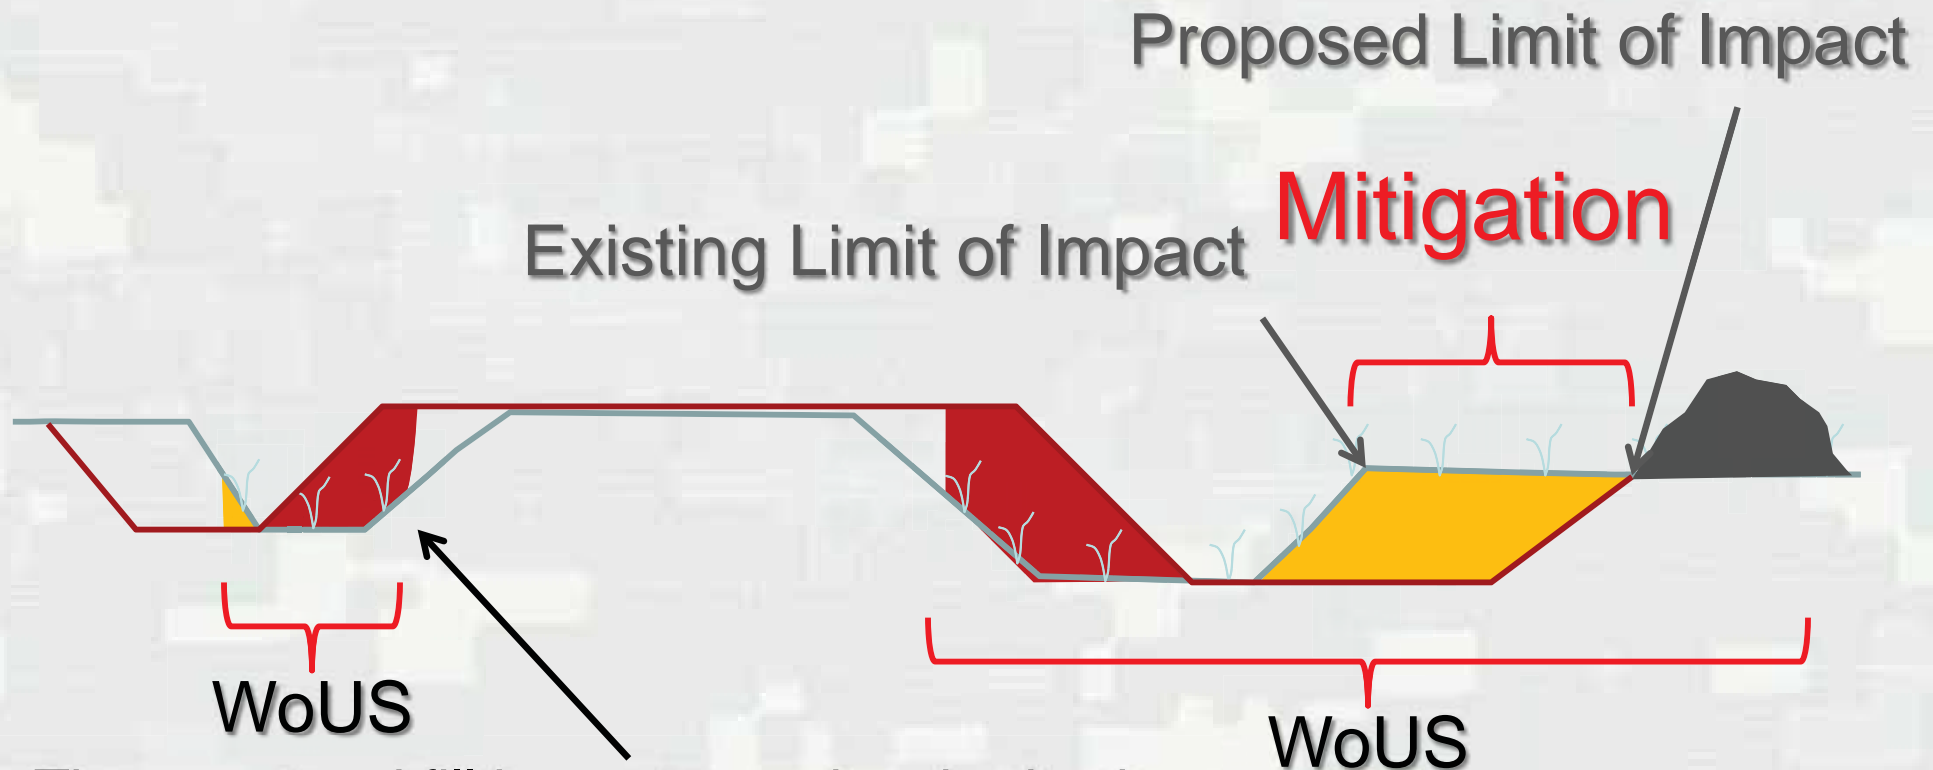 Proposed Limit of Impact
Mitigation
Existing Limit of Impact
WoUS
WoUS